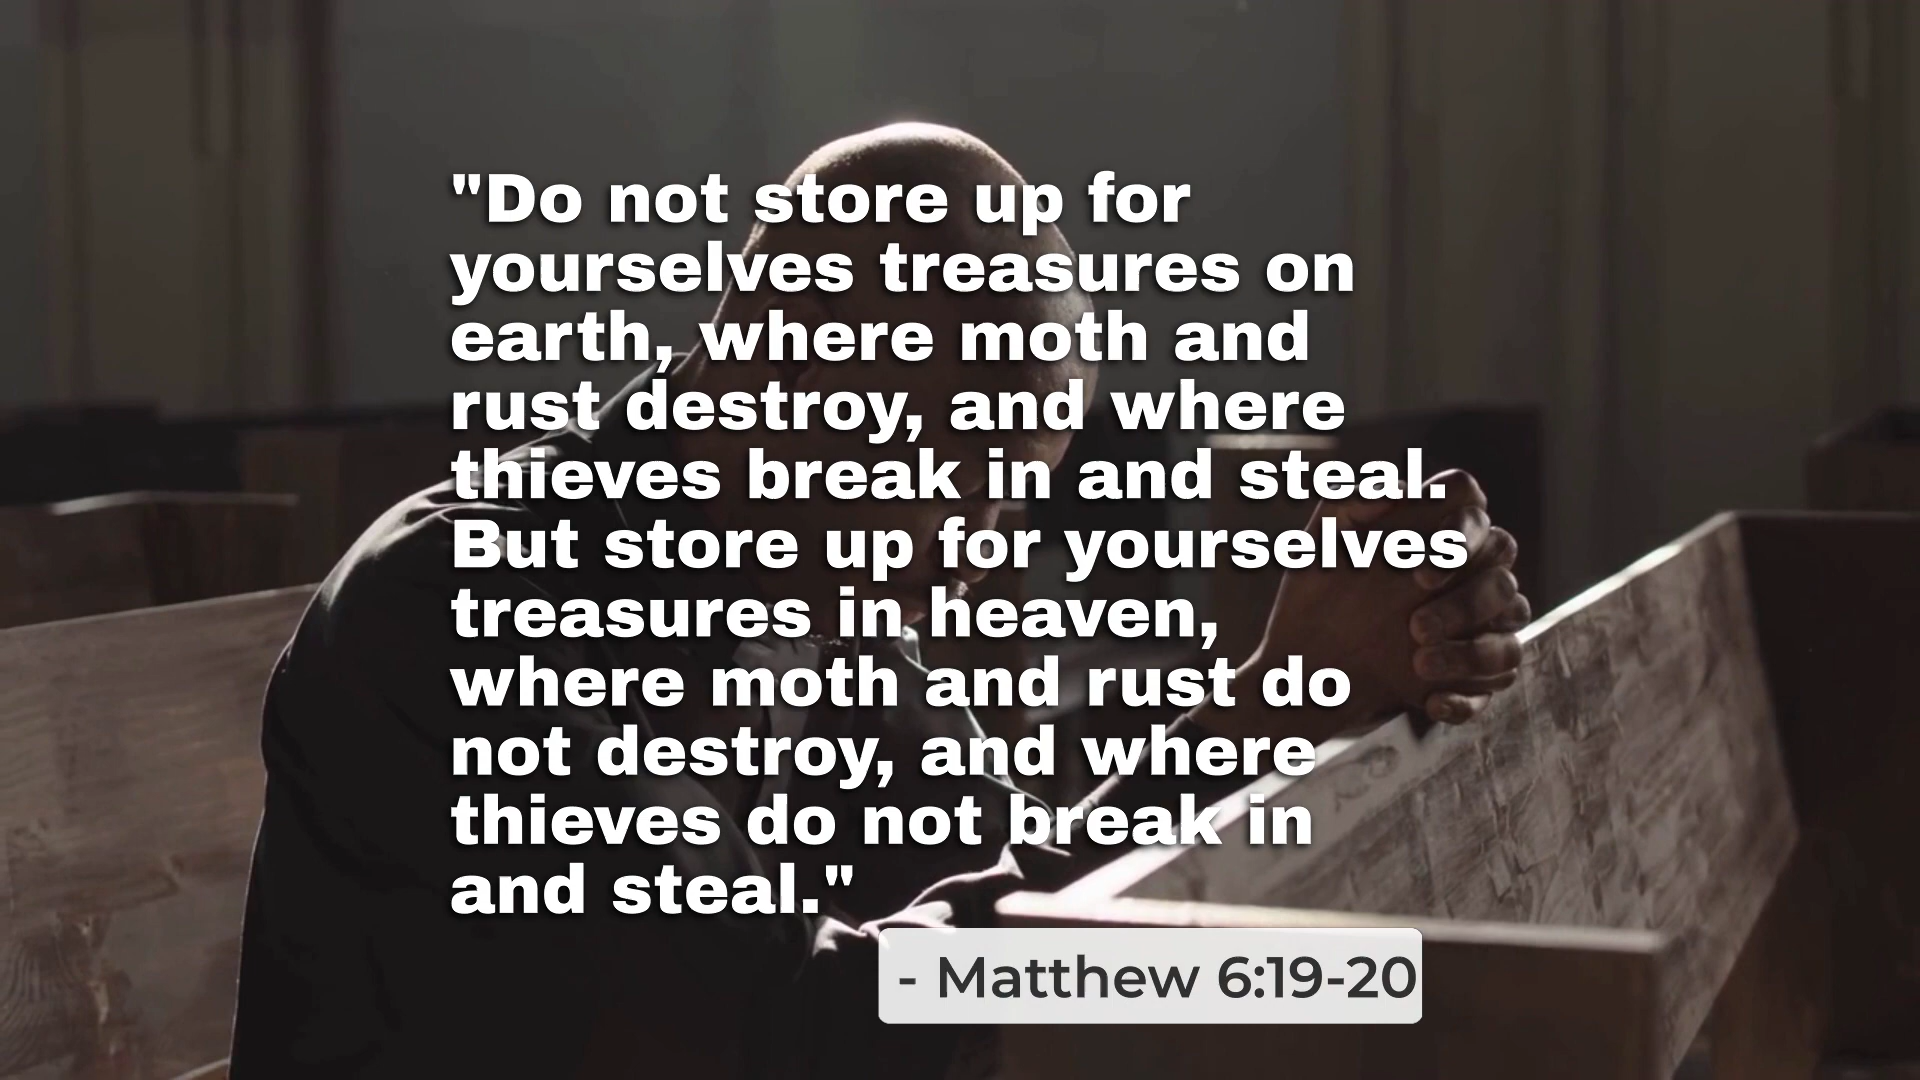 "Do not store up for
yourselves treasures on
earth, where moth and
rust destroy, and where
thieves break in and steal.
But store up for yourselves
treasures in heaven,
where moth and rust do
not destroy, and where
thieves do not break in
and steal."
- Matthew 6:19-20